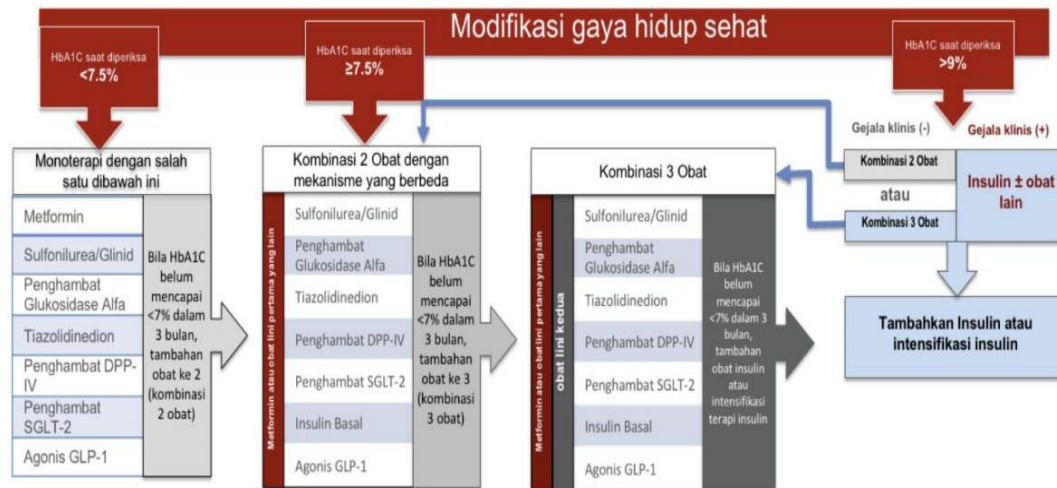 Modifikasi gaya hidup sehat
HbA1C saat diperiksa
<7.5%
HbA1C saat diperiksa
≥7.5%
HbA1C saat diperiksa
>9%
Monoterapi dengan salah
satu dibawah ini
Metformin
Sulfonilurea/Glinid
Penghambat
Glukosidase Alfa
Tiazolidinedion
Penghambat DPP-
IV
Penghambat
SGLT-2
Agonis GLP-1
Bila HbA1C
belum
mencapai
<7% dalam
3 bulan,
tambahan
obat ke 2
(kombinasi
2 obat)
Kombinasi 2 Obat dengan
mekanisme yang berbeda
Metformin atau obat lini pertama yang lain
Sulfonilurea/Glinid
Penghambat
Glukosidase Alfa
Tiazolidinedion
Penghambat DPP-IV
Penghambat SGLT-2
Insulin Basal
Agonis GLP-1
Bila HbA1C
belum
mencapai
<7% dalam
3 bulan,
tambahan
obat ke 3
(kombinasi
3 obat)
Kombinasi 3 Obat
Metformin atau obat lini pertama yang lain
obat lini kedua
Sulfonilurea/Glinid
Penghambat
Glukosidase Alfa
Tiazolidinedion
Penghambat DPP-IV
Penghambat SGLT-2
Insulin Basal
Agonis GLP-1
Bila HbA1C
belum
mencapai
<7% dalam 3
bulan,
tambahan
obat insulin
atau
intensifikasi
terapi insulin
Gejala klinis (-)
Gejala klinis (+)
Kombinasi 2 Obat
atau
Kombinasi 3 Obat
Insulin ± obat
lain
Tambahkan Insulin atau
intensifikasi insulin